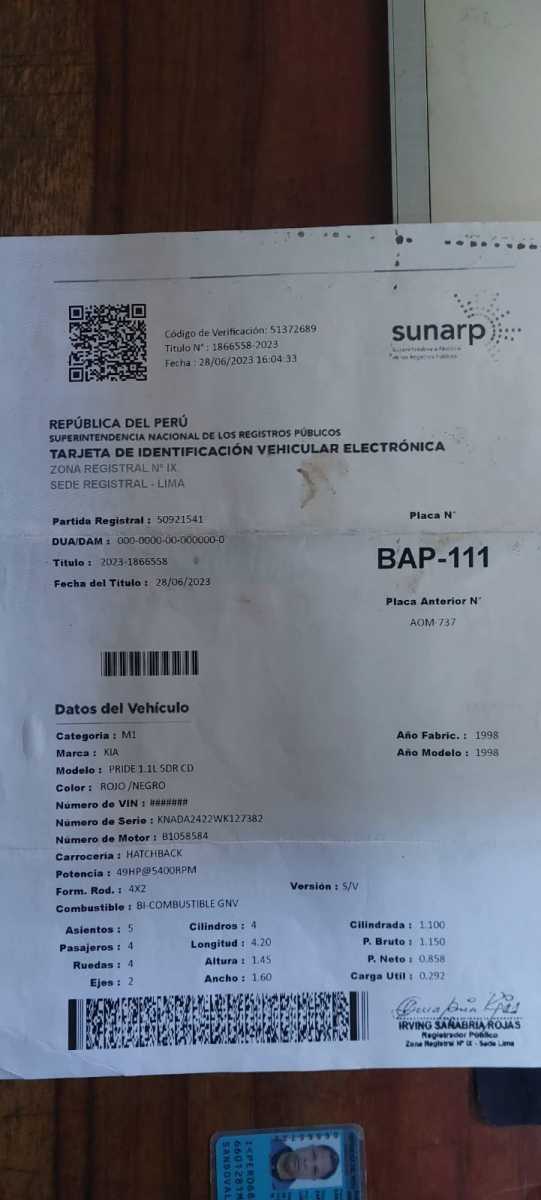 Código de Verificación: 51372689
Titulo N° : 1866558-2023
Fecha : 28/06/2023 16:04:33
sunarp
REPÚBLICA DEL PERÚ
SUPERINTENDENCIA NACIONAL DE LOS REGISTROS PÚBLICOS
TARJETA DE IDENTIFICACIÓN VEHICULAR ELECTRÓNICA
ZONA REGISTRAL N° IX
SEDE REGISTRAL - LIMA
Partida Registral : 50921541
DUA/DAM : 000-0000-00-000000-0
Titulo : 2023-1866558
Fecha del Titulo : 28/06/2023
Placa N°
BAP-111
Placa Anterior N°
AOM-737
Datos del Vehículo
Categoria : M1
Marca : KIA
Modelo : PRIDE 1.1L 5DR CD
Color : ROJO /NEGRO
Número de VIN : #######
Número de Serie : KNADA2422WK127382
Número de Motor : B1058584
Carroceria : HATCHBACK
Potencia : 49HP@5400RPM
Form. Rod. : 4X2
Combustible : BI-COMBUSTIBLE GNV
Año Fabric. : 1998
Año Modelo : 1998
Versión : S/V
Asientos : 5
Pasajeros : 4
Ruedas : 4
Ejes : 2
Cilindros : 4
Longitud : 4.20
Altura : 1.45
Ancho : 1.60
Cilindrada : 1.100
P. Bruto : 1.150
P. Neto : 0.858
Carga Util : 0.292
IRVING SAÑABRIA ROJAS
Registrador Público
Zona Registral N° IX - Sede Lima